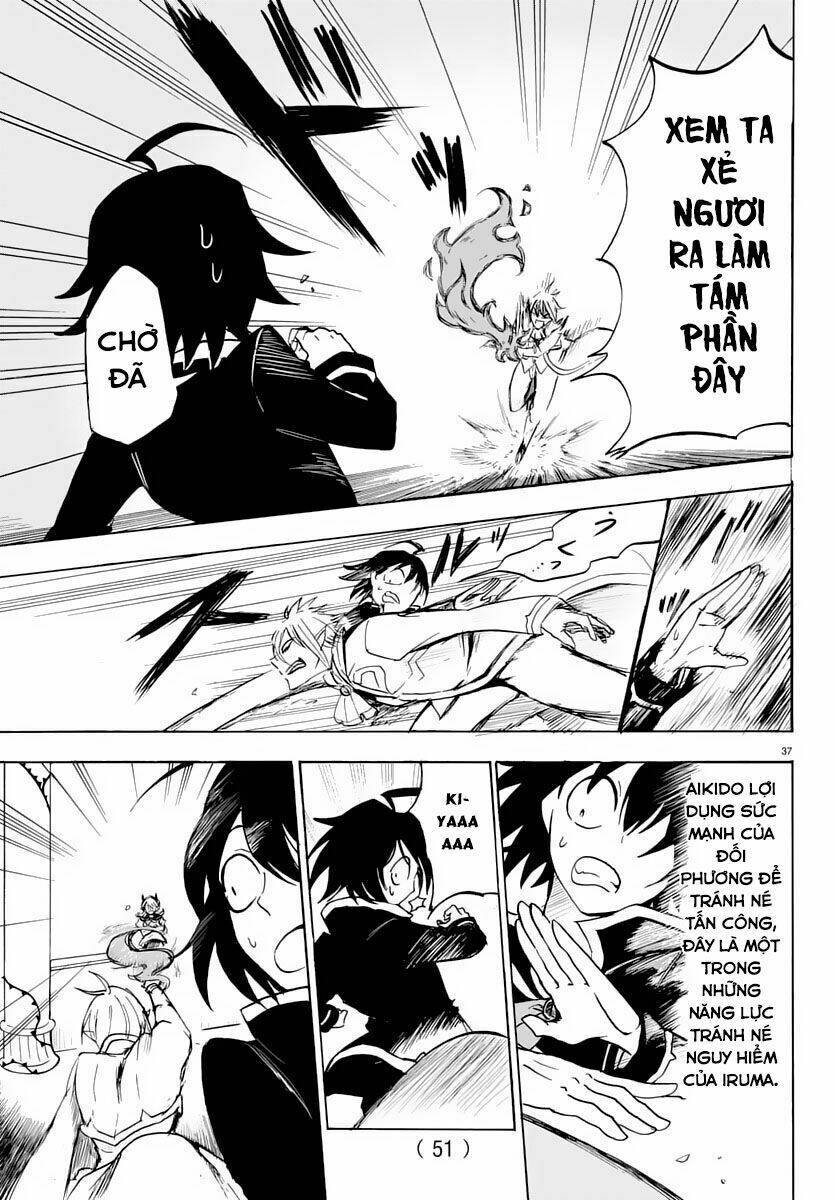 XEM TA
XẺ
NGƯƠI
RA LÀM
TÁM
PHẦN
ĐÂY
CHỜ
ĐÃ
37
AIKIDO LỢI
DỤNG SỨC
MẠNH CỦA
ĐỐI
PHƯƠNG ĐỂ
TRÁNH NÉ
TẤN CÔNG,
ĐÂY LÀ MỘT
TRONG
NHỮNG
NĂNG LỰC
TRÁNH NÉ
NGUY HIỂM
CỦA IRUMA.
KI-
YAAA
AAA
( 51 )